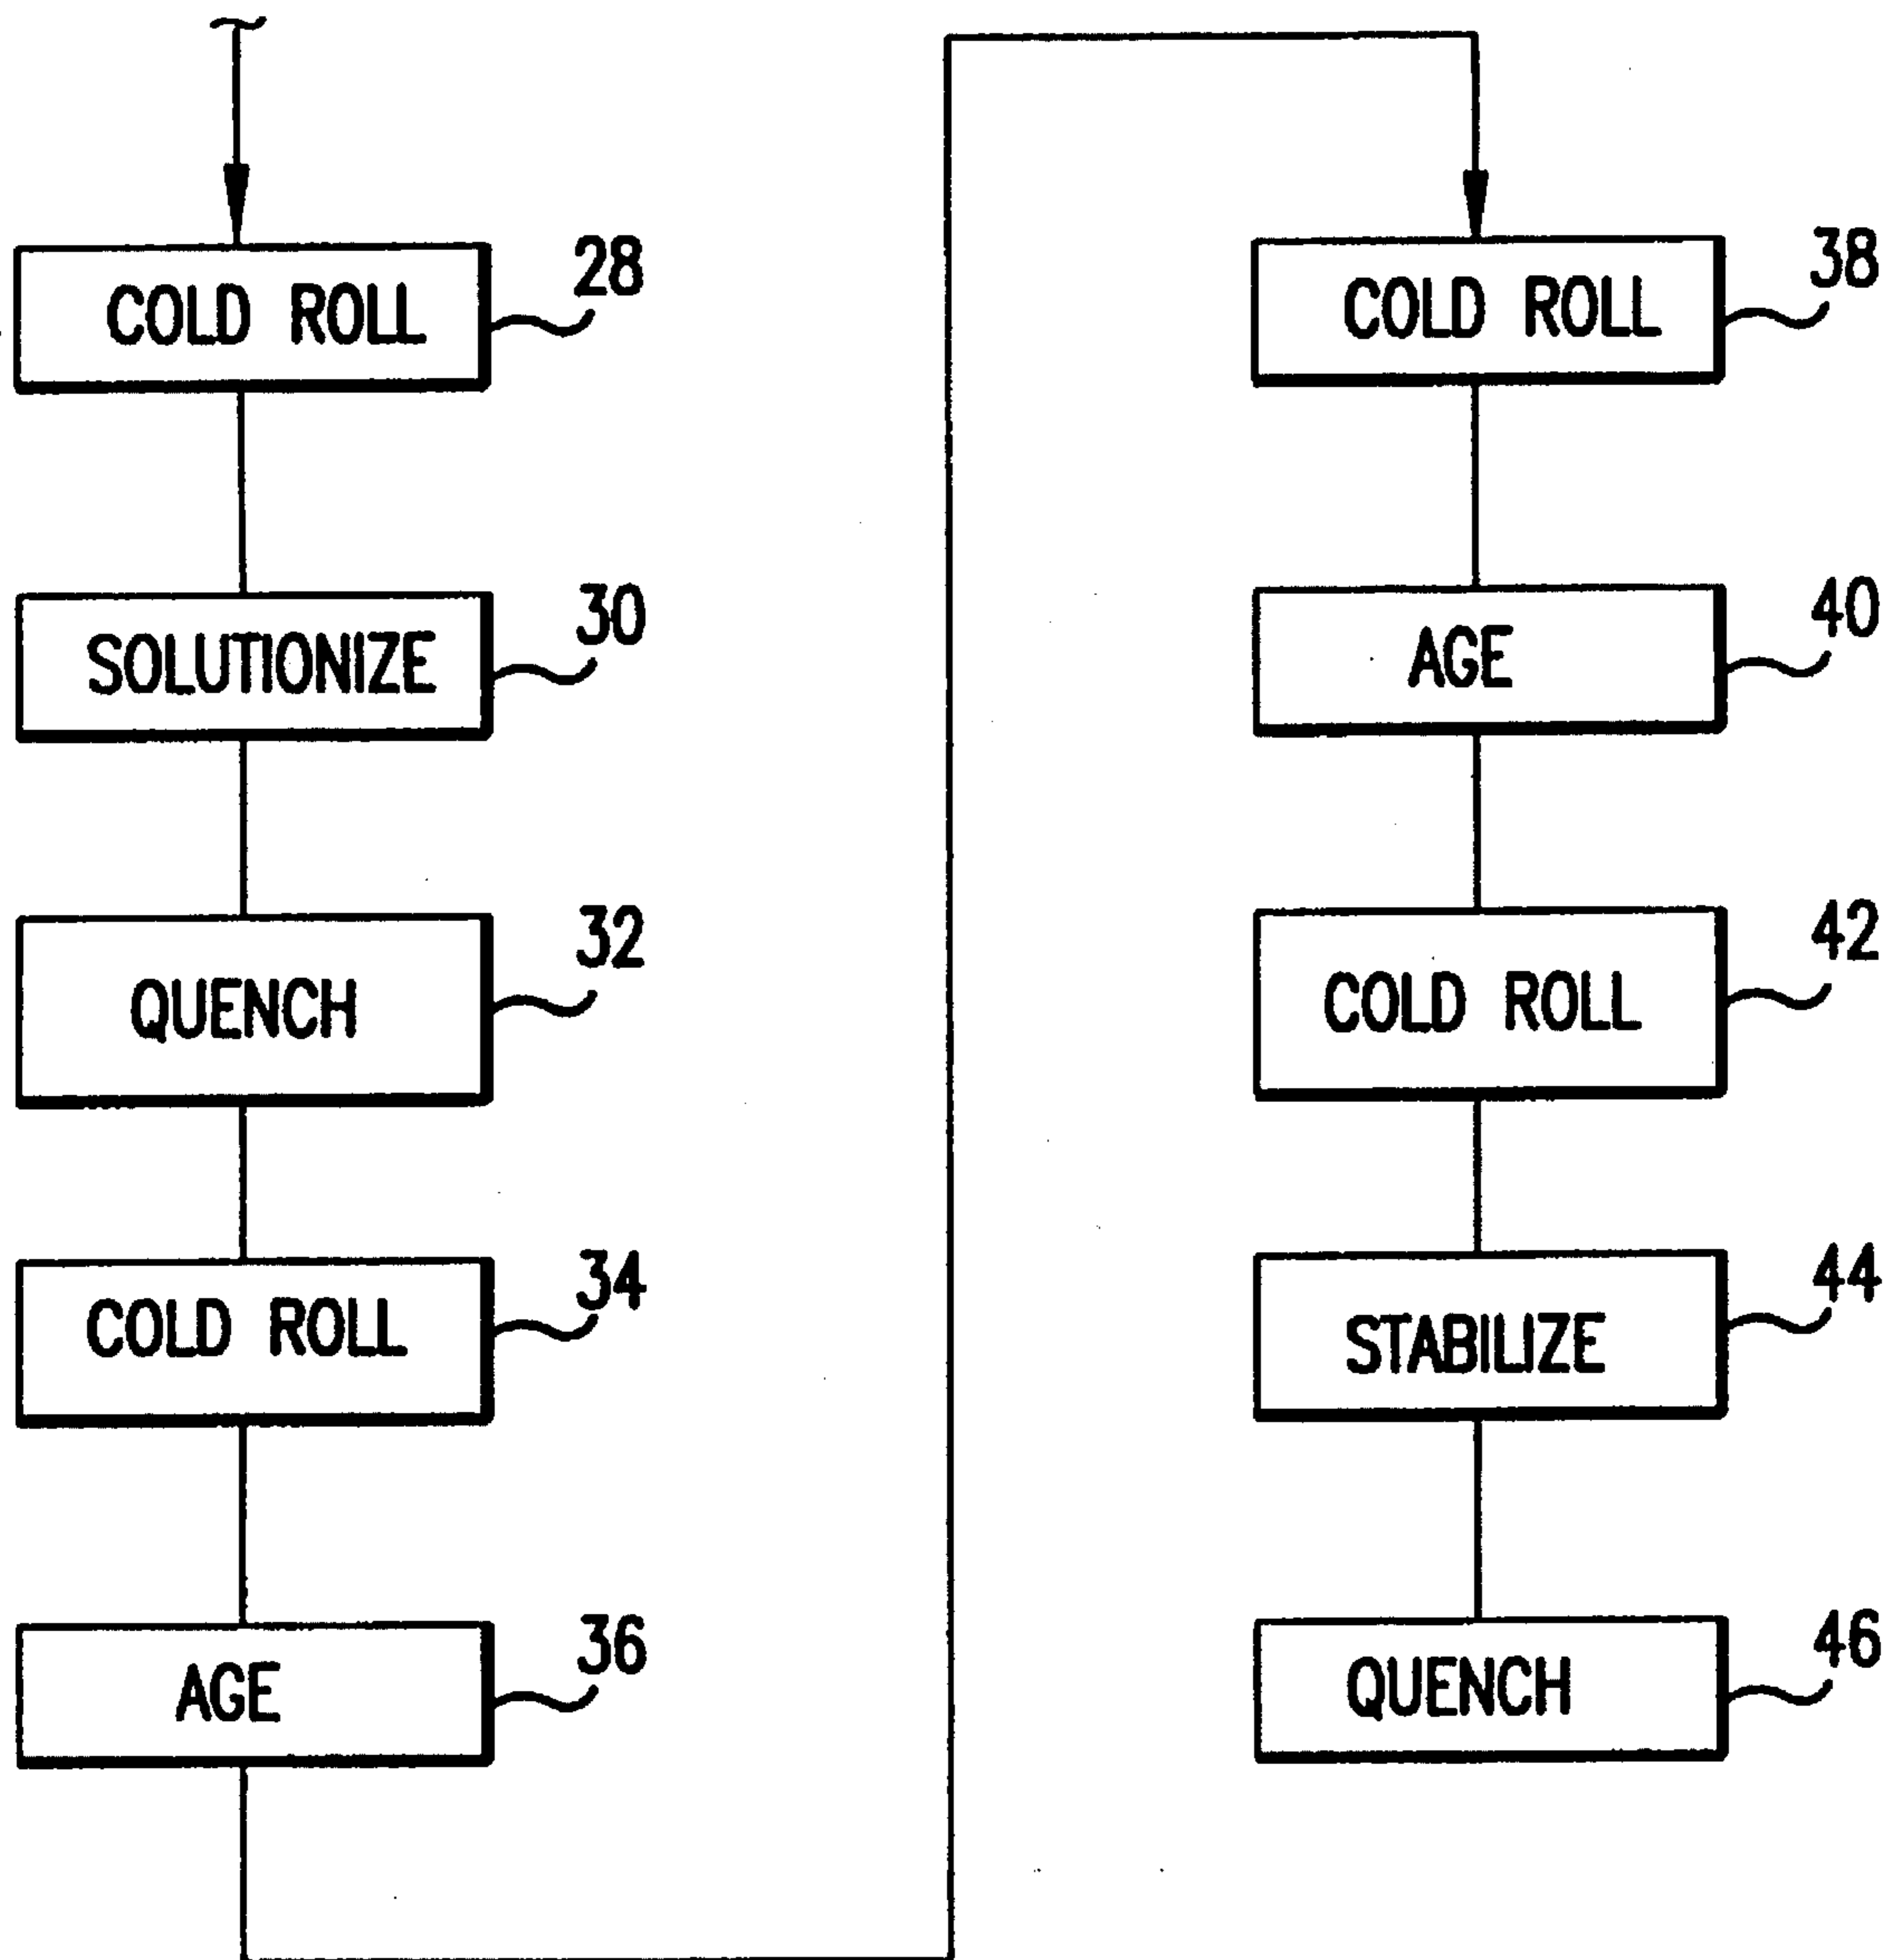 28
COLD ROLL
30
SOLUTIONIZE
32
QUENCH
34
COLD ROLL
36
AGE
38
COLD ROLL
40
AGE
42
COLD ROLL
44
STABILIZE
46
QUENCH